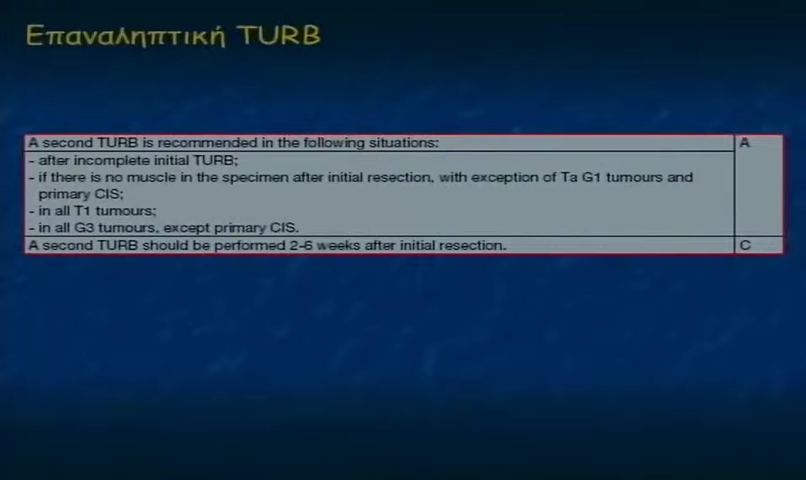 Επαναληπτική TURB
A second TURB is recommended in the following situations: A
- after incomplete initial TURB;
- if there is no muscle in the specimen after initial resection, with exception of Ta G1 tumours and
primary CIS;
- in all T1 tumours;
- in all G3 tumours, except primary CIS.
A second TURB should be performed 2-6 weeks after initial resection. C